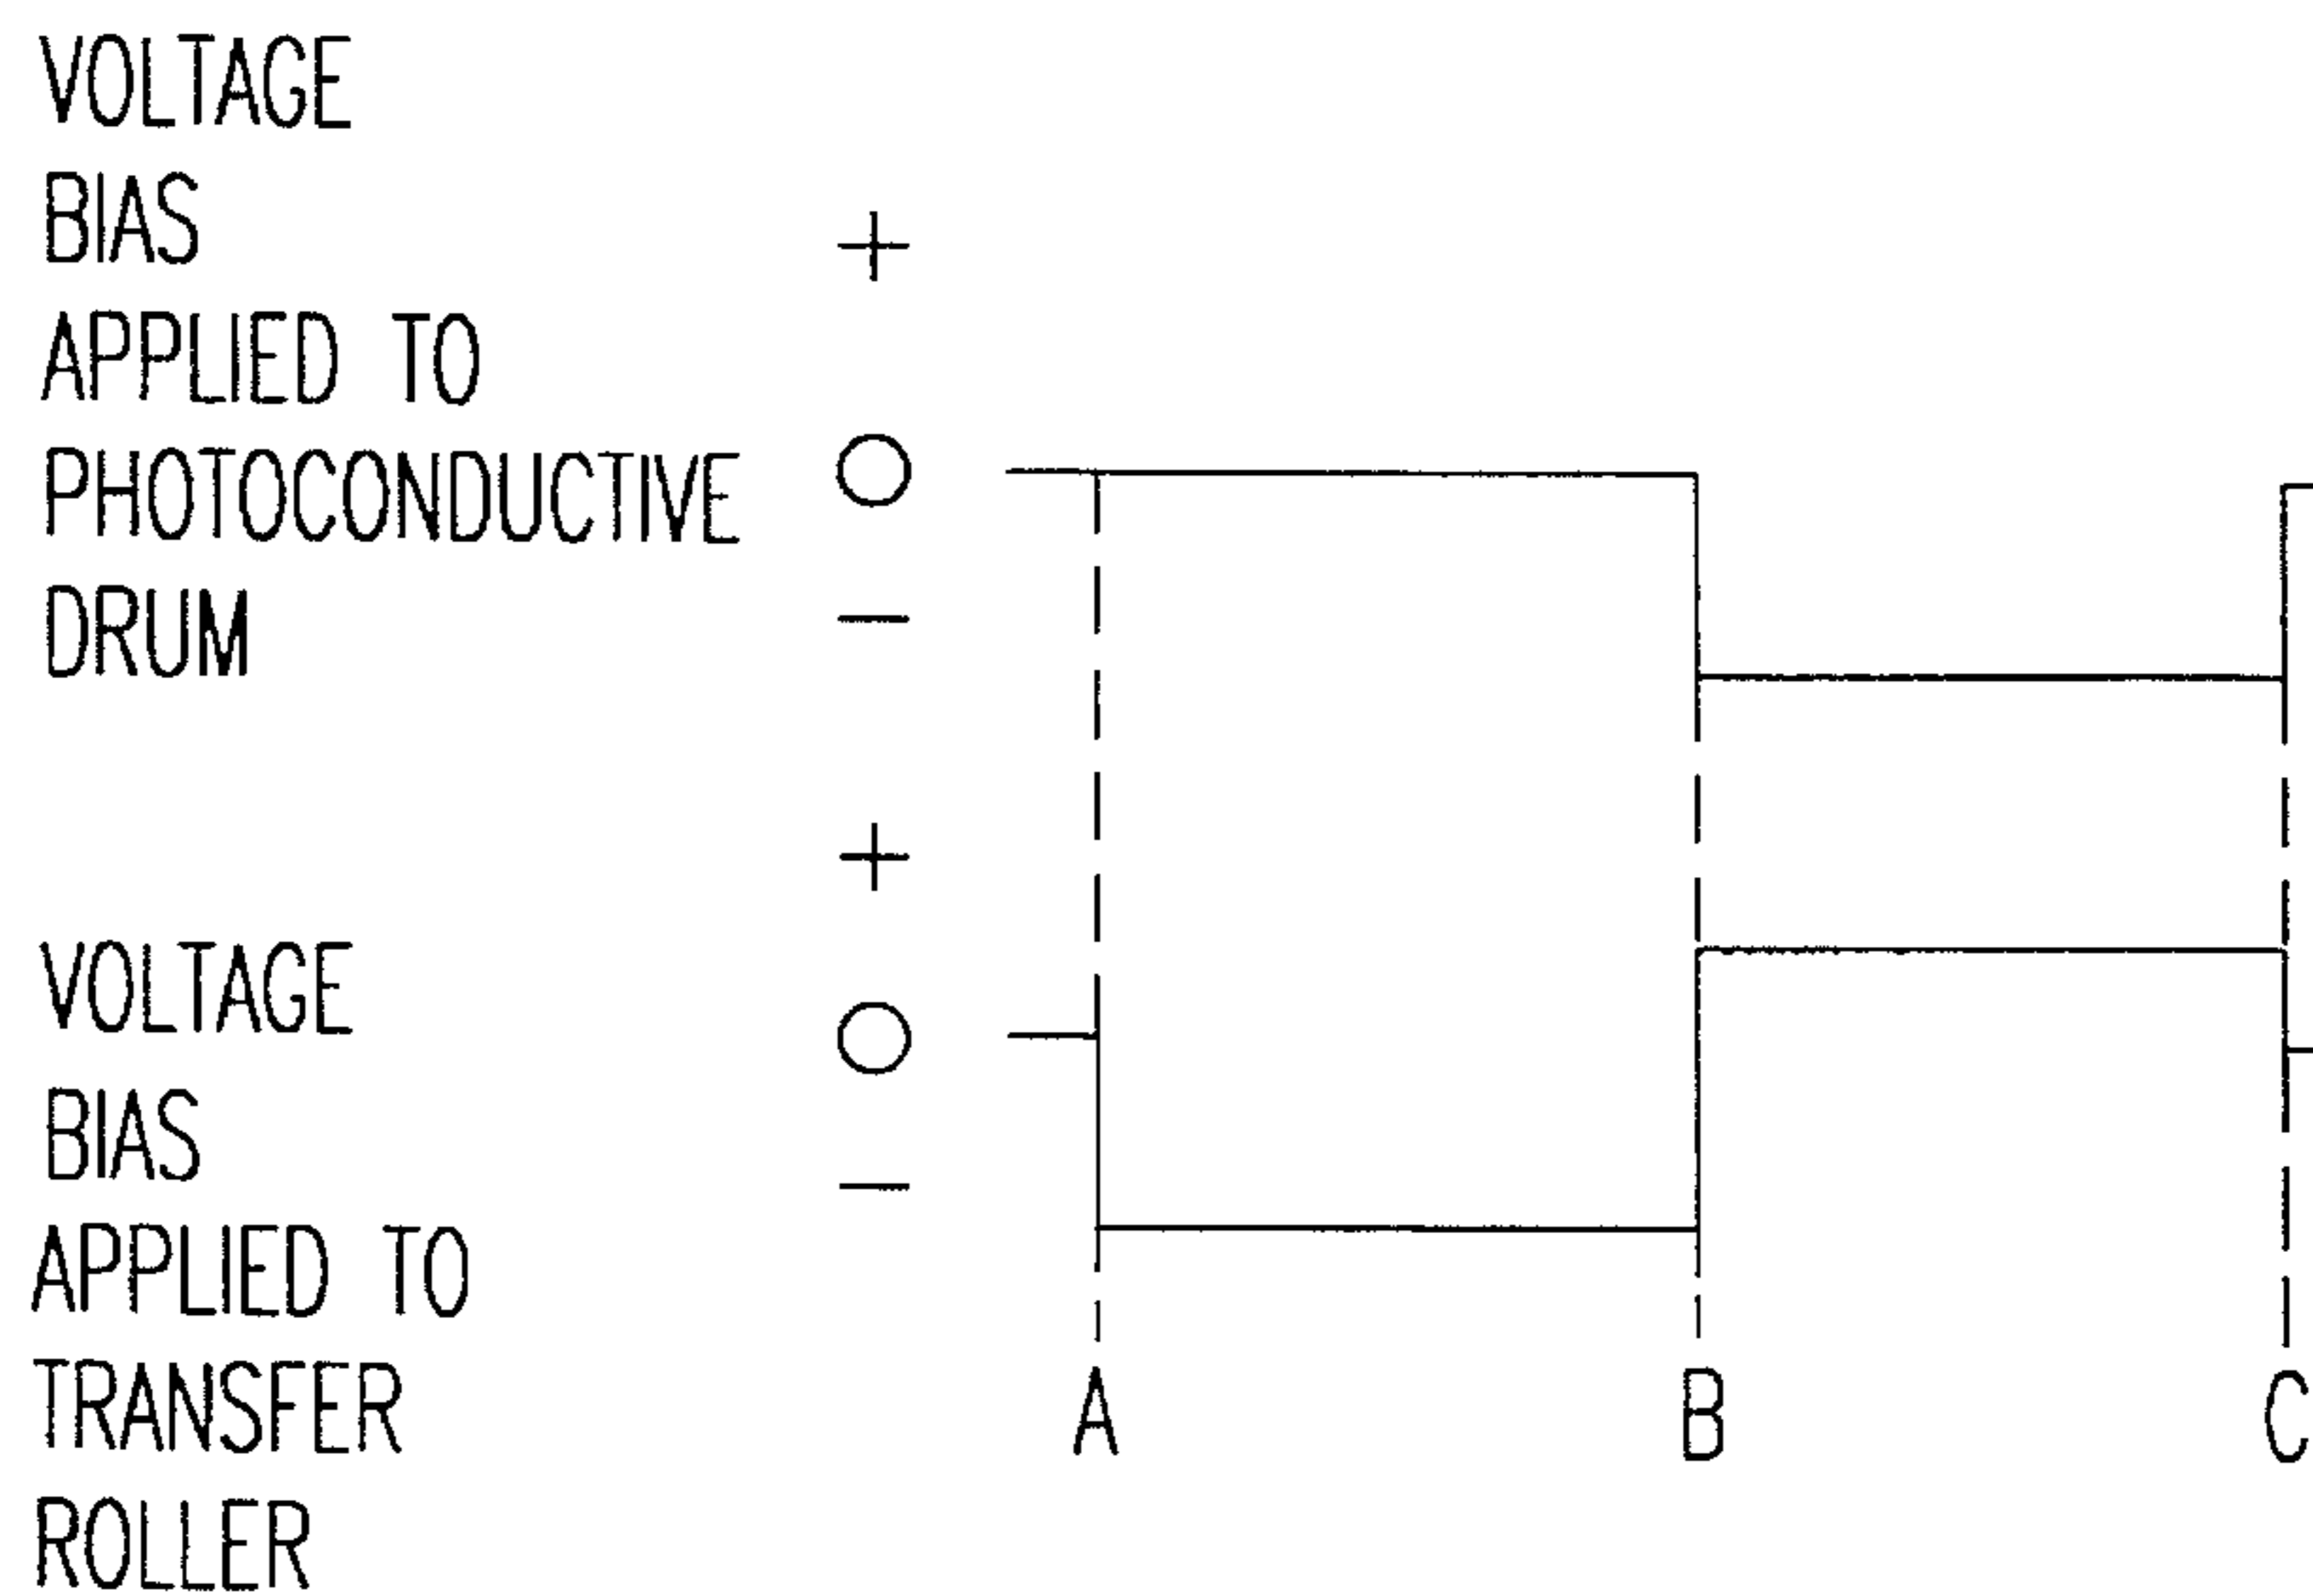 VOLTAGE
BIAS
APPLIED TO
PHOTOCONDUCTIVE
DRUM
+
O
−
VOLTAGE
BIAS
APPLIED TO
TRANSFER
ROLLER
+
O
−
A
B
C